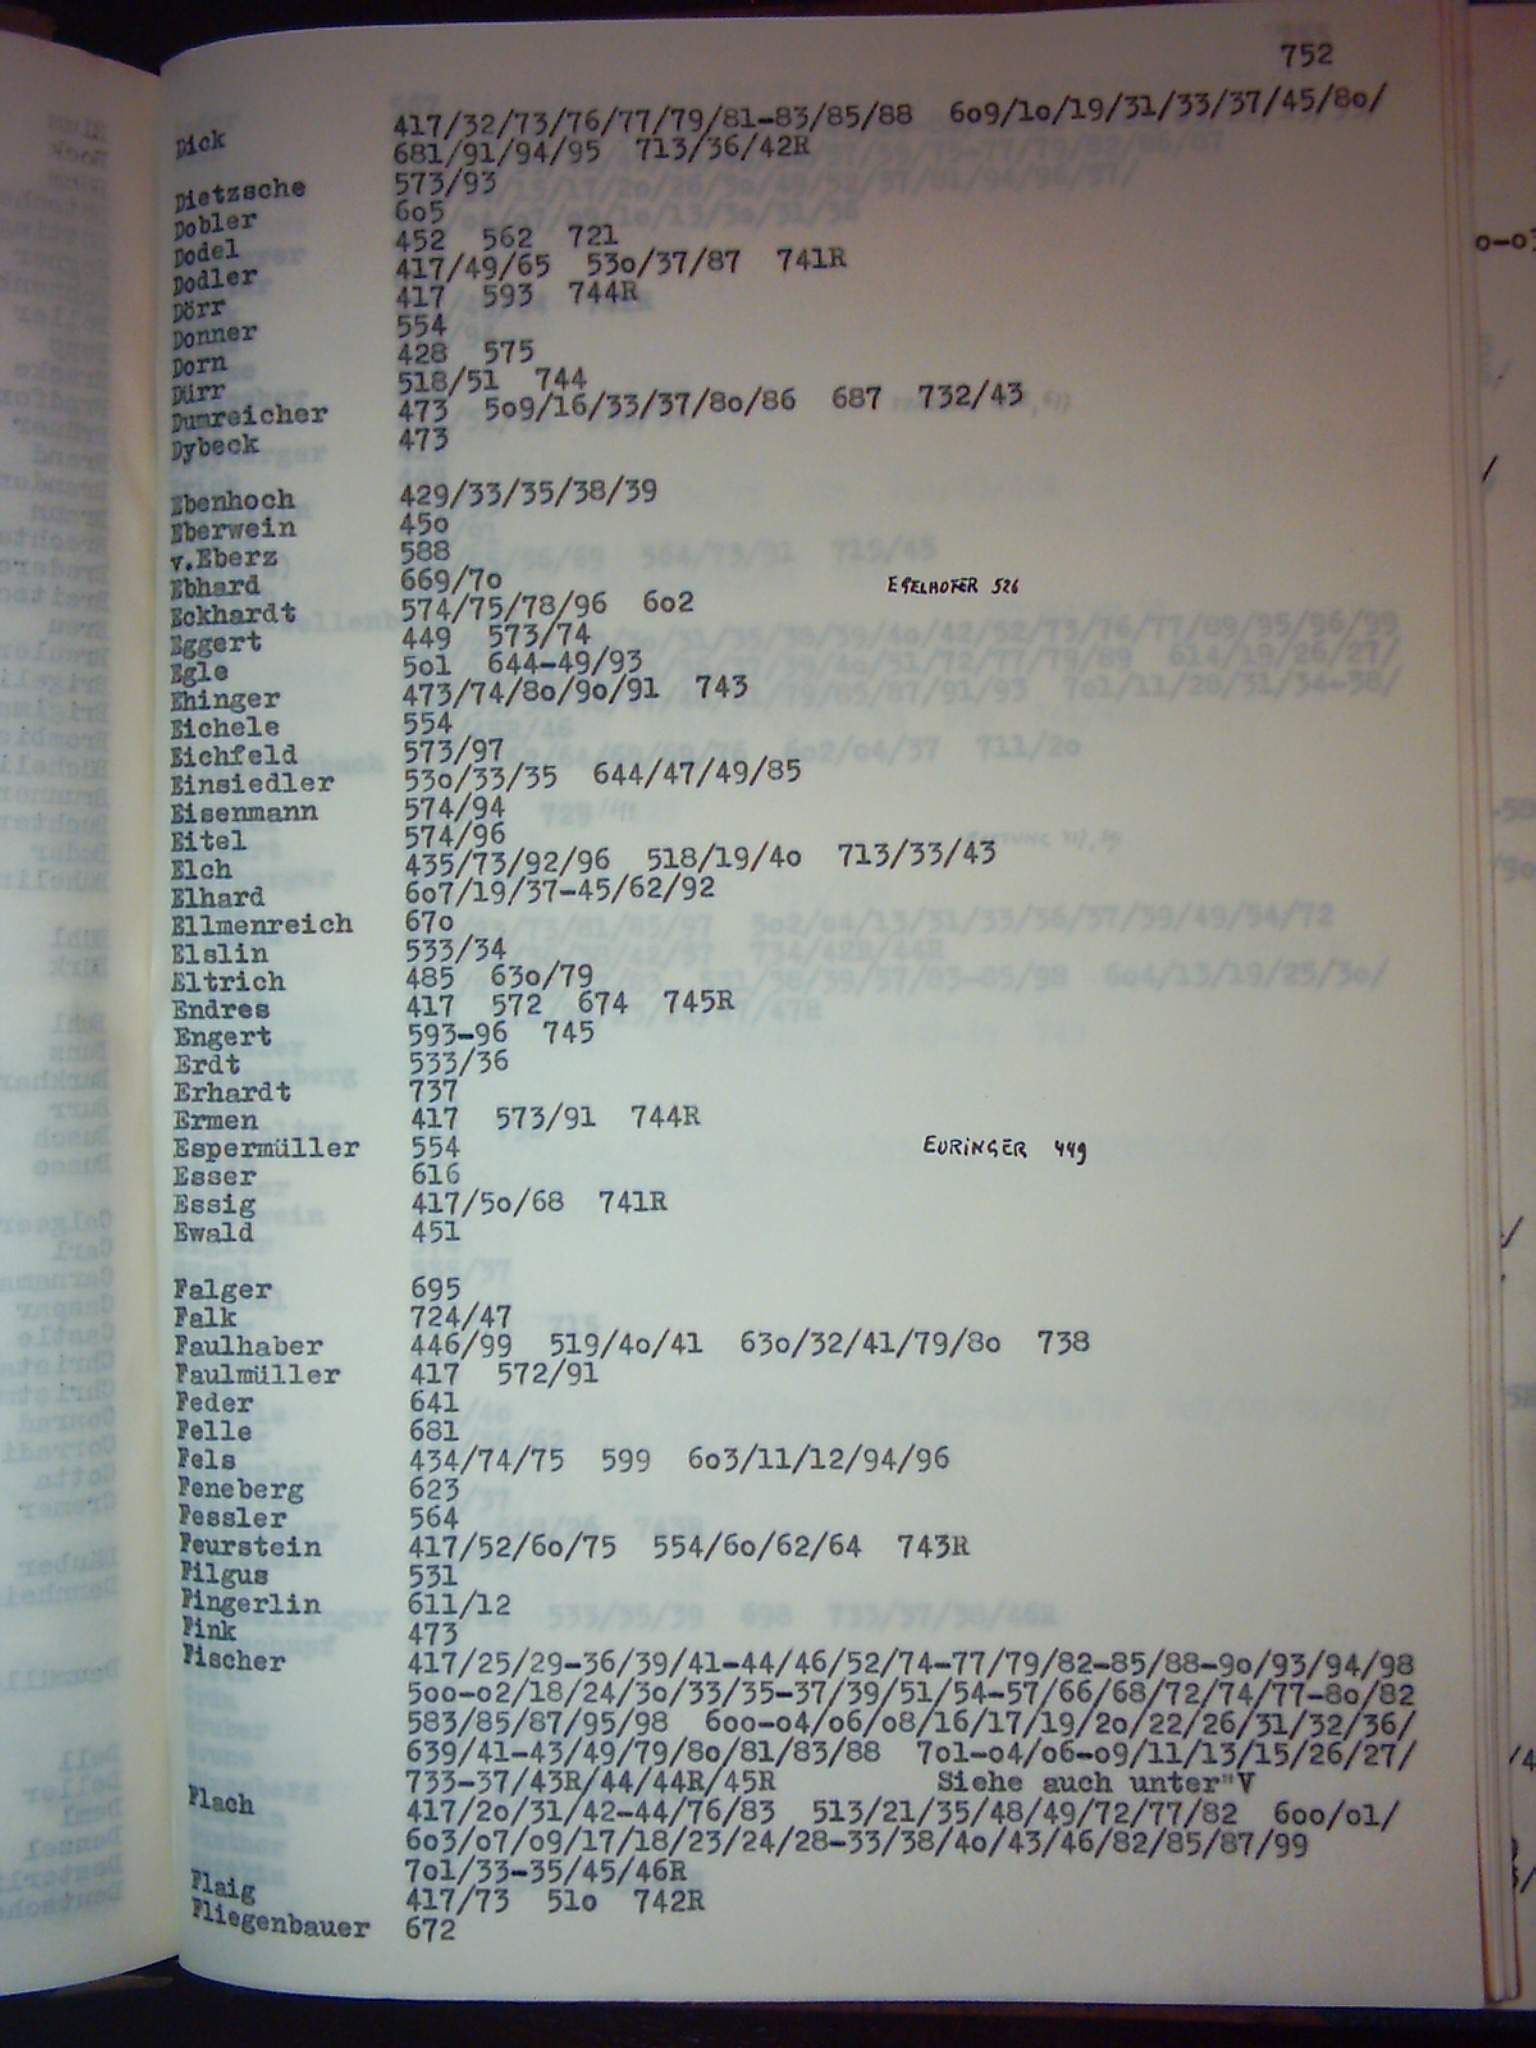 752
Dick 417/32/73/76/77/79/81-83/85/88 6o9/1o/19/31/33/37/45/8o/
681/91/94/95 713/36/42R
Dietzsche 573/93
Dobler 6o5
Dodel 452 562 721
Dodler 417/49/65 53o/37/87 741R
Dörr 417 593 744R
Donner 554
Dorn 428 575
Dürr 518/51 744
Dumreicher 473 5o9/16/33/37/8o/86 687 732/43
Dybeck 473
Ebenhoch 429/33/35/38/39
Eberwein 45o
v.Eberz 588
Ebhard 669/7o
EGELHOFER 526
Eckhardt 574/75/78/96 6o2
Eggert 449 573/74
Egle 5o1 644-49/93
Ehinger 473/74/8o/9o/91 743
Eichele 554
Eichfeld 573/97
Einsiedler 53o/33/35 644/47/49/85
Eisenmann 574/94
Eitel 574/96
Elch 435/73/92/96 518/19/4o 713/33/43
Elhard 6o7/19/37-45/62/92
Ellmenreich 67o
Elslin 533/34
Eltrich 485 63o/79
Endres 417 572 674 745R
Engert 593-96 745
Erdt 533/36
Erhardt 737
Ermen 417 573/91 744R
Espermüller 554 EURINGER 449
Esser 616
Essig 417/5o/68 741R
Ewald 451
Falger 695
Falk 724/47
Faulhaber 446/99 519/4o/41 63o/32/41/79/8o 738
Faulmüller 417 572/91
Feder 641
Felle 681
Fels 434/74/75 599 6o3/11/12/94/96
Feneberg 623
Fessler 564
Feurstein 417/52/6o/75 554/6o/62/64 743R
Filgus 531
Fingerlin 611/12
Fink 473
Fischer 417/25/29-36/39/41-44/46/52/74-77/79/82-85/88-9o/93/94/98
5oo-o2/18/24/3o/33/35-37/39/51/54-57/66/68/72/74/77-8o/82
583/85/87/95/98 6oo-o4/o6/o8/16/17/19/2o/22/26/31/32/36/
639/41-43/49/79/8o/81/83/88 7o1-o4/o6-o9/11/13/15/26/27/
733-37/43R/44/44R/45R Siehe auch unter"V
Flach 417/2o/31/42-44/76/83 513/21/35/48/49/72/77/82 6oo/o1/
6o3/o7/o9/17/18/23/24/28-33/38/4o/43/46/82/85/87/99
7o1/33-35/45/46R
Flaig 417/73 51o 742R
Fliegenbauer 672